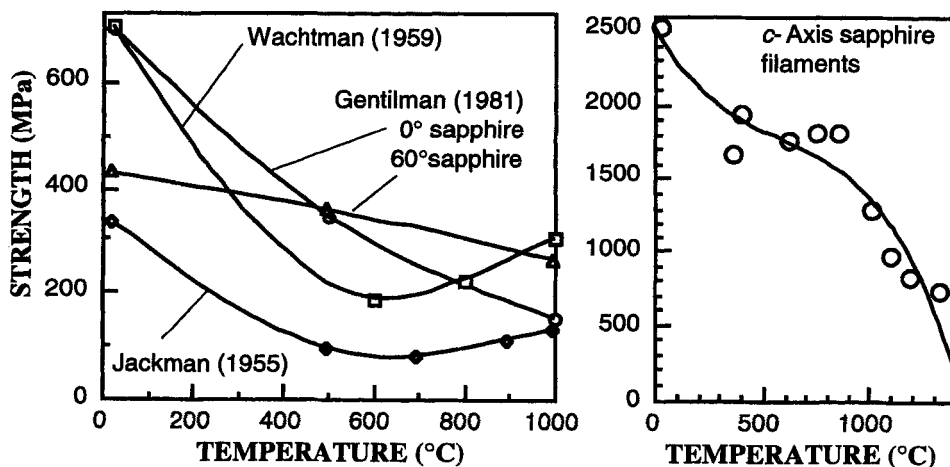 STRENGTH (MPa)
600
400
200
0
Wachtman (1959)
Gentilman (1981)
0° sapphire
60°sapphire
Jackman (1955)
0
200
400
600
800
1000
TEMPERATURE (°C)
2500
2000
1500
1000
500
0
c- Axis sapphire
filaments
0
500
1000
TEMPERATURE (°C)